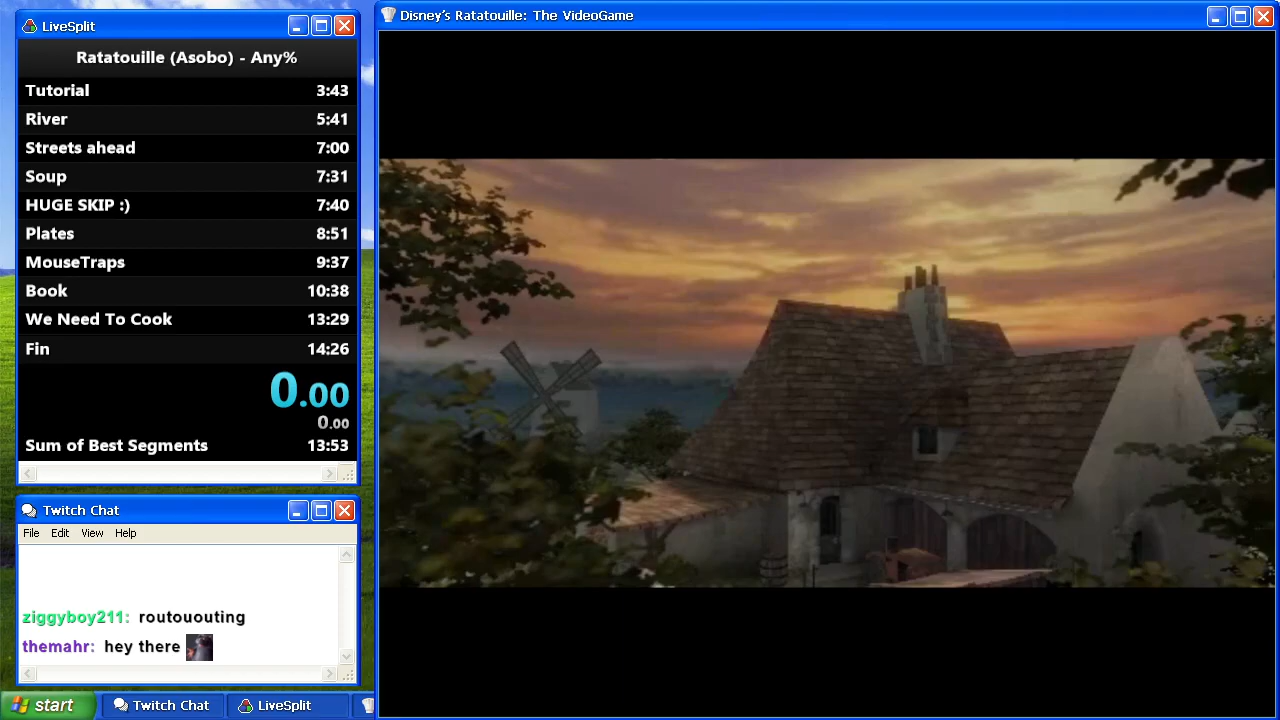 LiveSplit
Ratatouille (Asobo) - Any%
Tutorial 3:43
River 5:41
Streets ahead 7:00
Soup 7:31
HUGE SKIP :) 7:40
Plates 8:51
MouseTraps 9:37
Book 10:38
We Need To Cook 13:29
Fin 14:26
0.00
0.00
Sum of Best Segments 13:53
Twitch Chat
File Edit View Help
ziggyboy211: routououting
themahr: hey there
start Twitch Chat LiveSplit
Disney's Ratatouille: The VideoGame